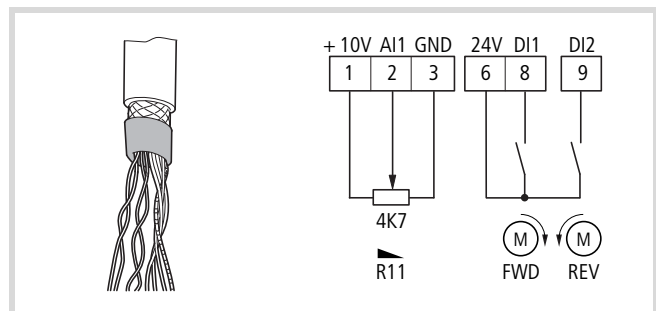 + 10V AI1 GND 24V DI1 DI2
1 2 3 6 8 9
4K7
R11
M M
FWD REV